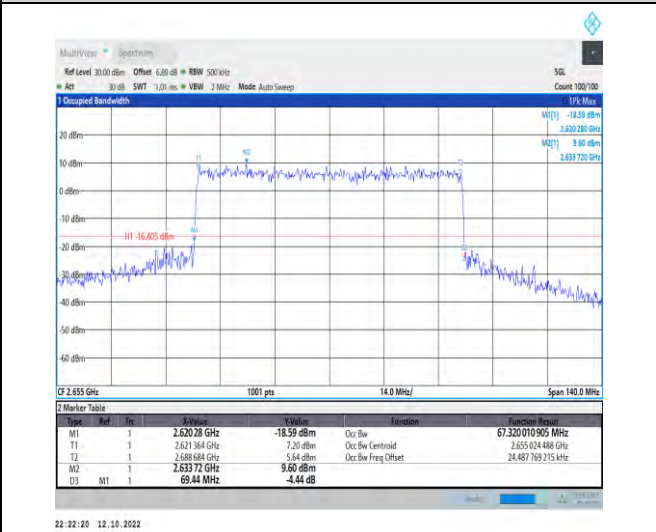 MultiView Spectrum
Ref Level 30.00 dBm Offset 6.89 dB RBW 500 kHz SGL
Att 30 dB SWT 1.01 ms VBW 2 MHz Mode Auto Sweep Count 100/100
1 Occupied Bandwidth 1Pk Max
M1[1] -18.59 dBm
2.620 280 GHz
M2[1] 9.60 dBm
2.633 720 GHz
20 dBm
10 dBm
T1
M2
0 dBm
-10 dBm
H1 -16.405 dBm
M1
-20 dBm
-30 dBm
-40 dBm
-50 dBm
-60 dBm
CF 2.655 GHz 1001 pts 14.0 MHz/ Span 140.0 MHz
2 Marker Table
Type Ref Trc X-Value Y-Value Function Function Result
M1 1 2.62028 GHz -18.59 dBm Occ Bw 67.320010905 MHz
T1 1 2.621 364 GHz 7.20 dBm Occ Bw Centroid 2.655 024 488 GHz
T2 1 2.688 684 GHz 5.64 dBm Occ Bw Freq Offset 24.487 769 215 kHz
M2 1 2.633 72 GHz 9.60 dBm
D3 M1 1 69.44 MHz -4.44 dB
22:22:20 12.10.2022